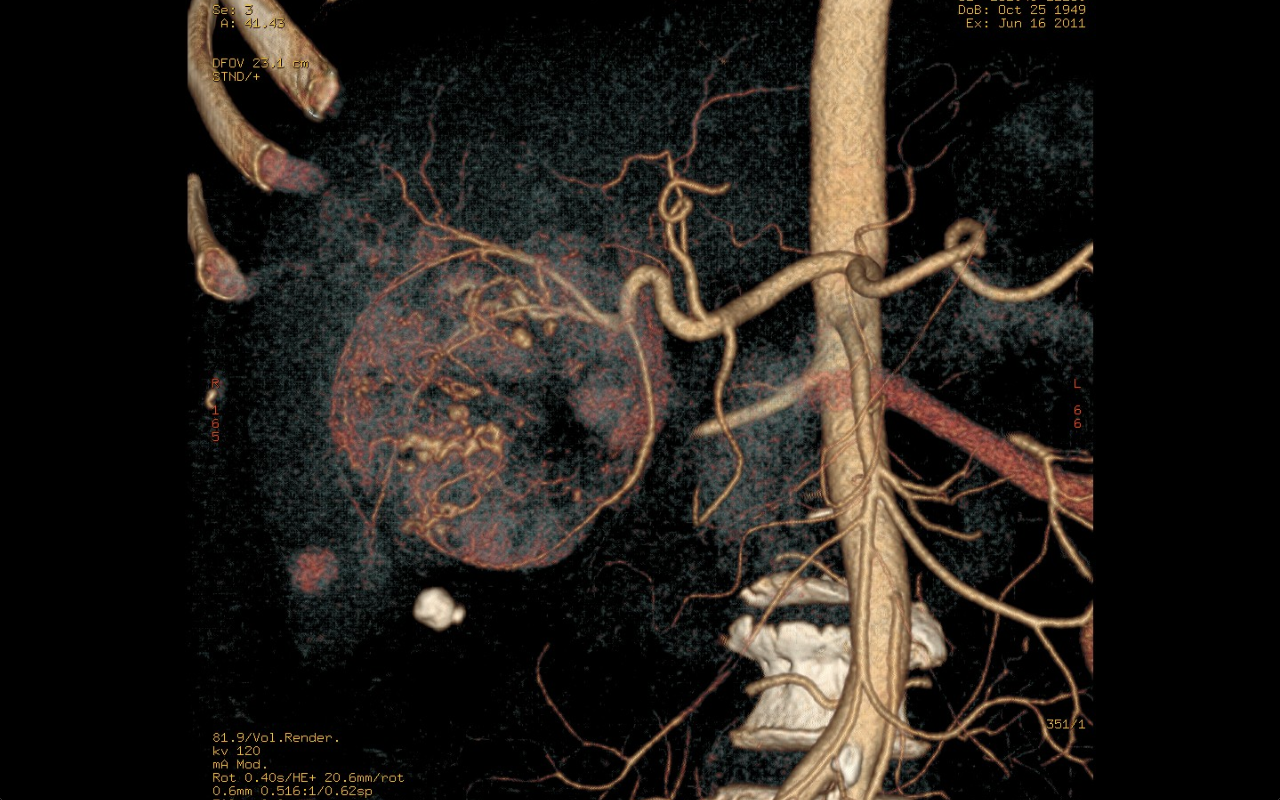 Se: 3
A: 41.43
DFOV 23.1 cm
STND/+
DoB: Oct 25 1949
Ex: Jun 16 2011
R
165
L
66
351/1
81.9/Vol.Render.
kv 120
mA Mod.
Rot 0.40s/HE+ 20.6mm/rot
0.6mm 0.516:1/0.62sp